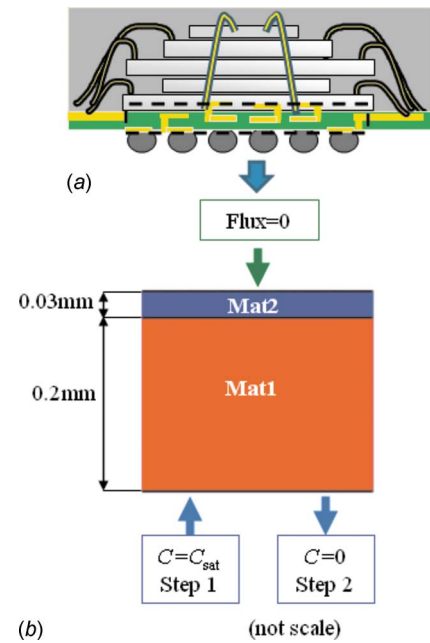 (a)
Flux=0
0.03mm
Mat2
0.2mm
Mat1
C=Csat
Step 1
C=0
Step 2
(b)
(not scale)